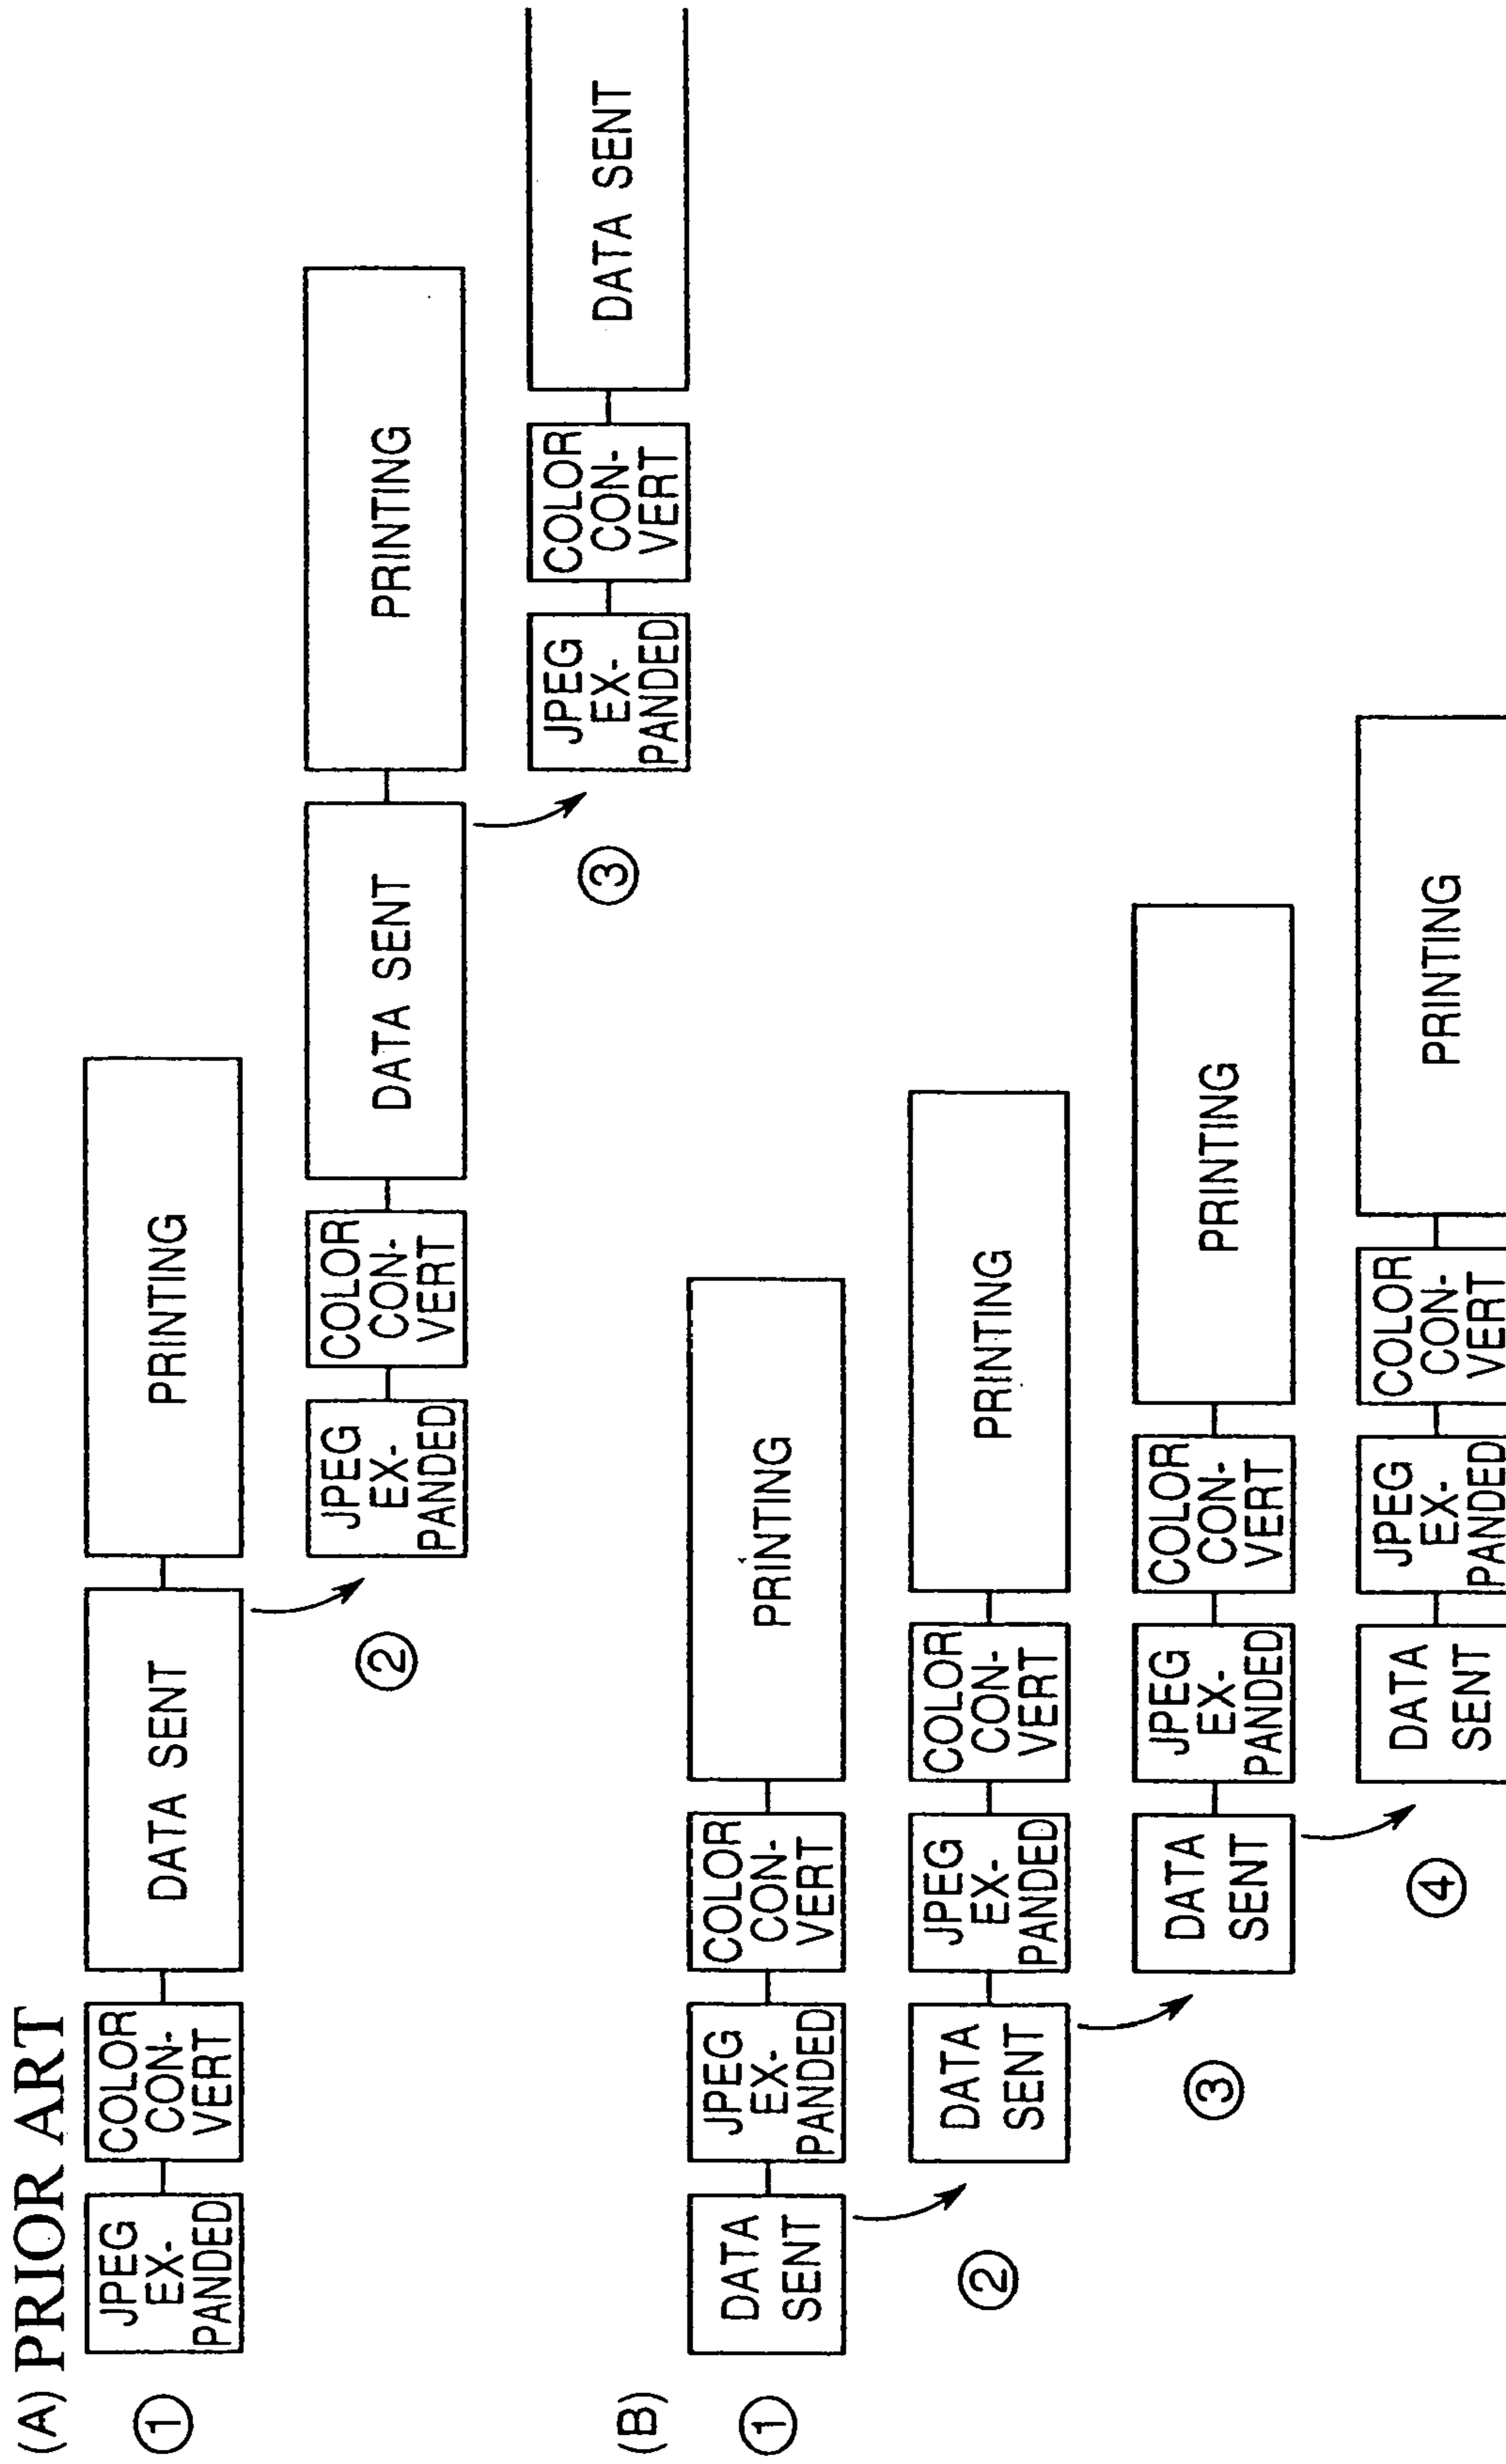 (A) PRIOR ART
①
JPEG
EX-
PANDED
COLOR
CON-
VERT
DATA SENT
PRINTING
②
JPEG
EX-
PANDED
COLOR
CON-
VERT
DATA SENT
PRINTING
③
JPEG
EX-
PANDED
COLOR
CON-
VERT
DATA SENT
(B)
①
DATA
SENT
JPEG
EX-
PANDED
COLOR
CON-
VERT
PRINTING
②
DATA
SENT
JPEG
EX-
PANDED
COLOR
CON-
VERT
PRINTING
③
DATA
SENT
JPEG
EX-
PANDED
COLOR
CON-
VERT
PRINTING
④
DATA
SENT
JPEG
EX-
PANDED
COLOR
CON-
VERT
PRINTING